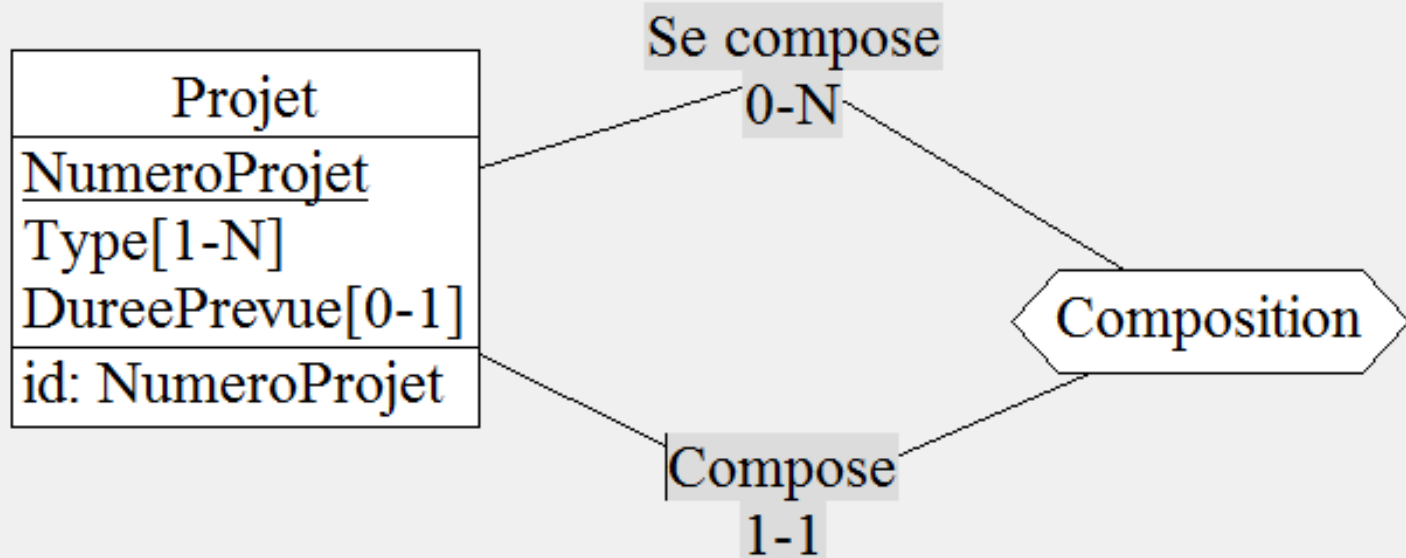 Projet
NumeroProjet
Type[1-N]
DureePrevue[0-1]
id: NumeroProjet
Se compose
0-N
Composition
Compose
1-1